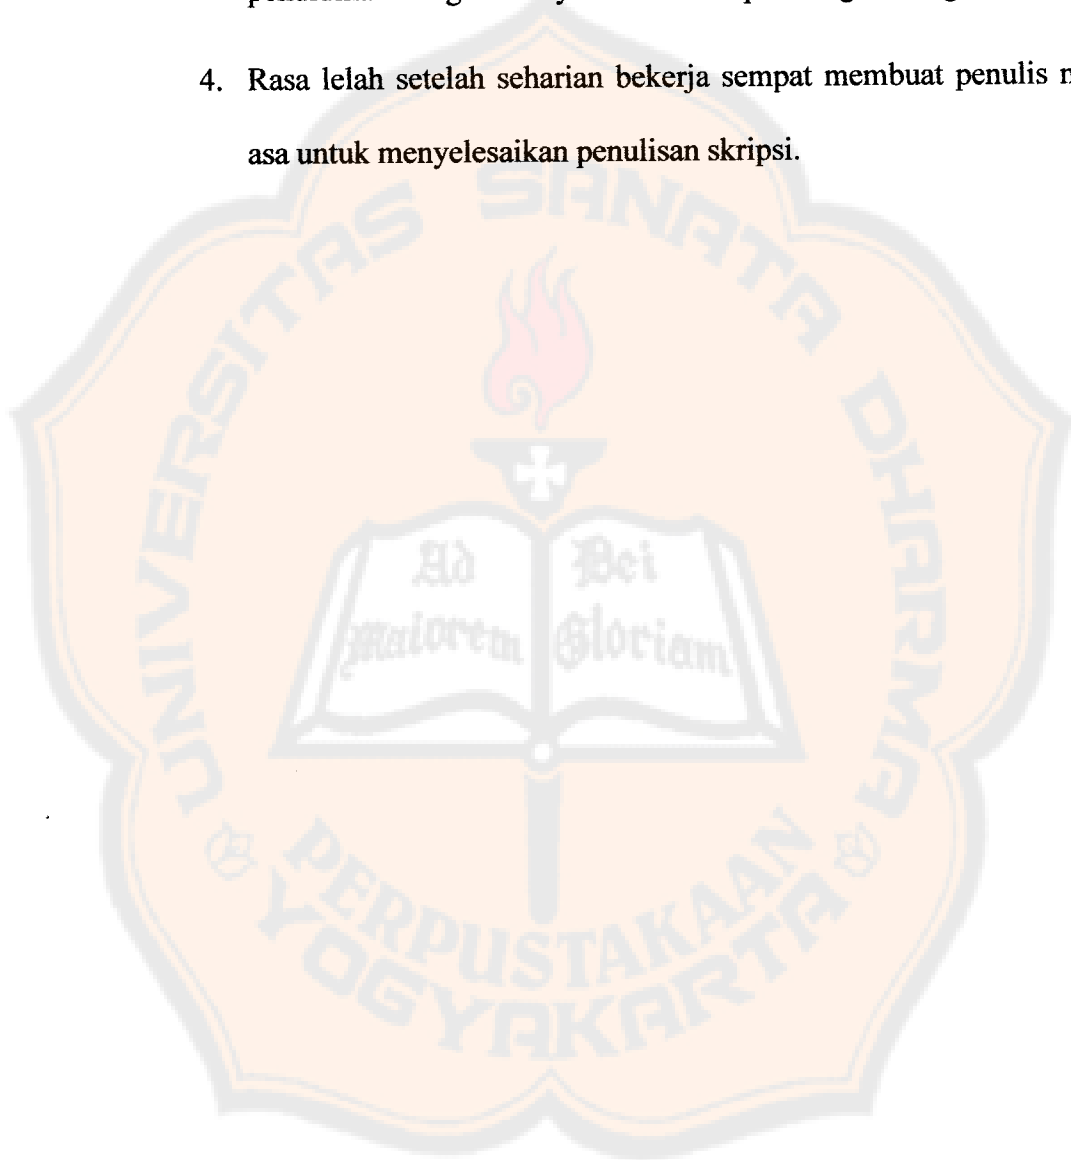 4. Rasa lelah setelah seharian bekerja sempat membuat penulis
asa untuk menyelesaikan penulisan skripsi.
UNIVERSITAS SANATA DHARMA
Ad Dei
Maiorem Gloriam
PERPUSTAKAAN
YOGYAKARTA